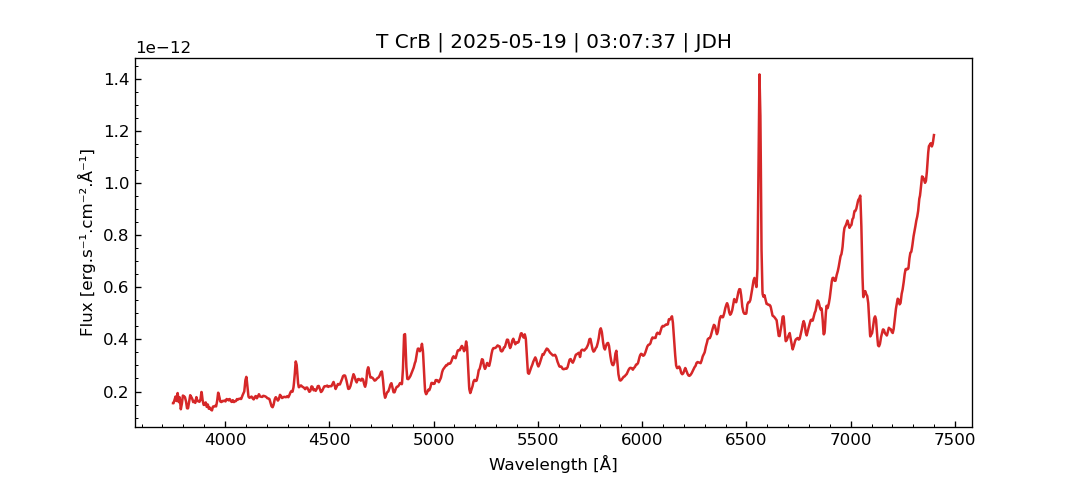 T CrB | 2025-05-19 | 03:07:37 | JDH
1e−12
1.4
1.2
1.0
0.8
0.6
0.4
0.2
Flux [erg.s⁻¹.cm⁻².Å⁻¹]
4000 4500 5000 5500 6000 6500 7000 7500
Wavelength [Å]